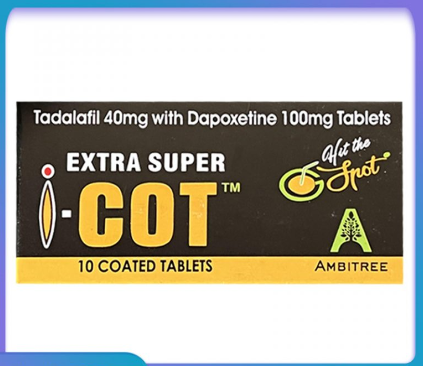 Tadalafil 40mg with Dapoxetine 100mg Tablets
EXTRA SUPER
i-COT™
Hit the
G Spot
10 COATED TABLETS
A
AMBITREE